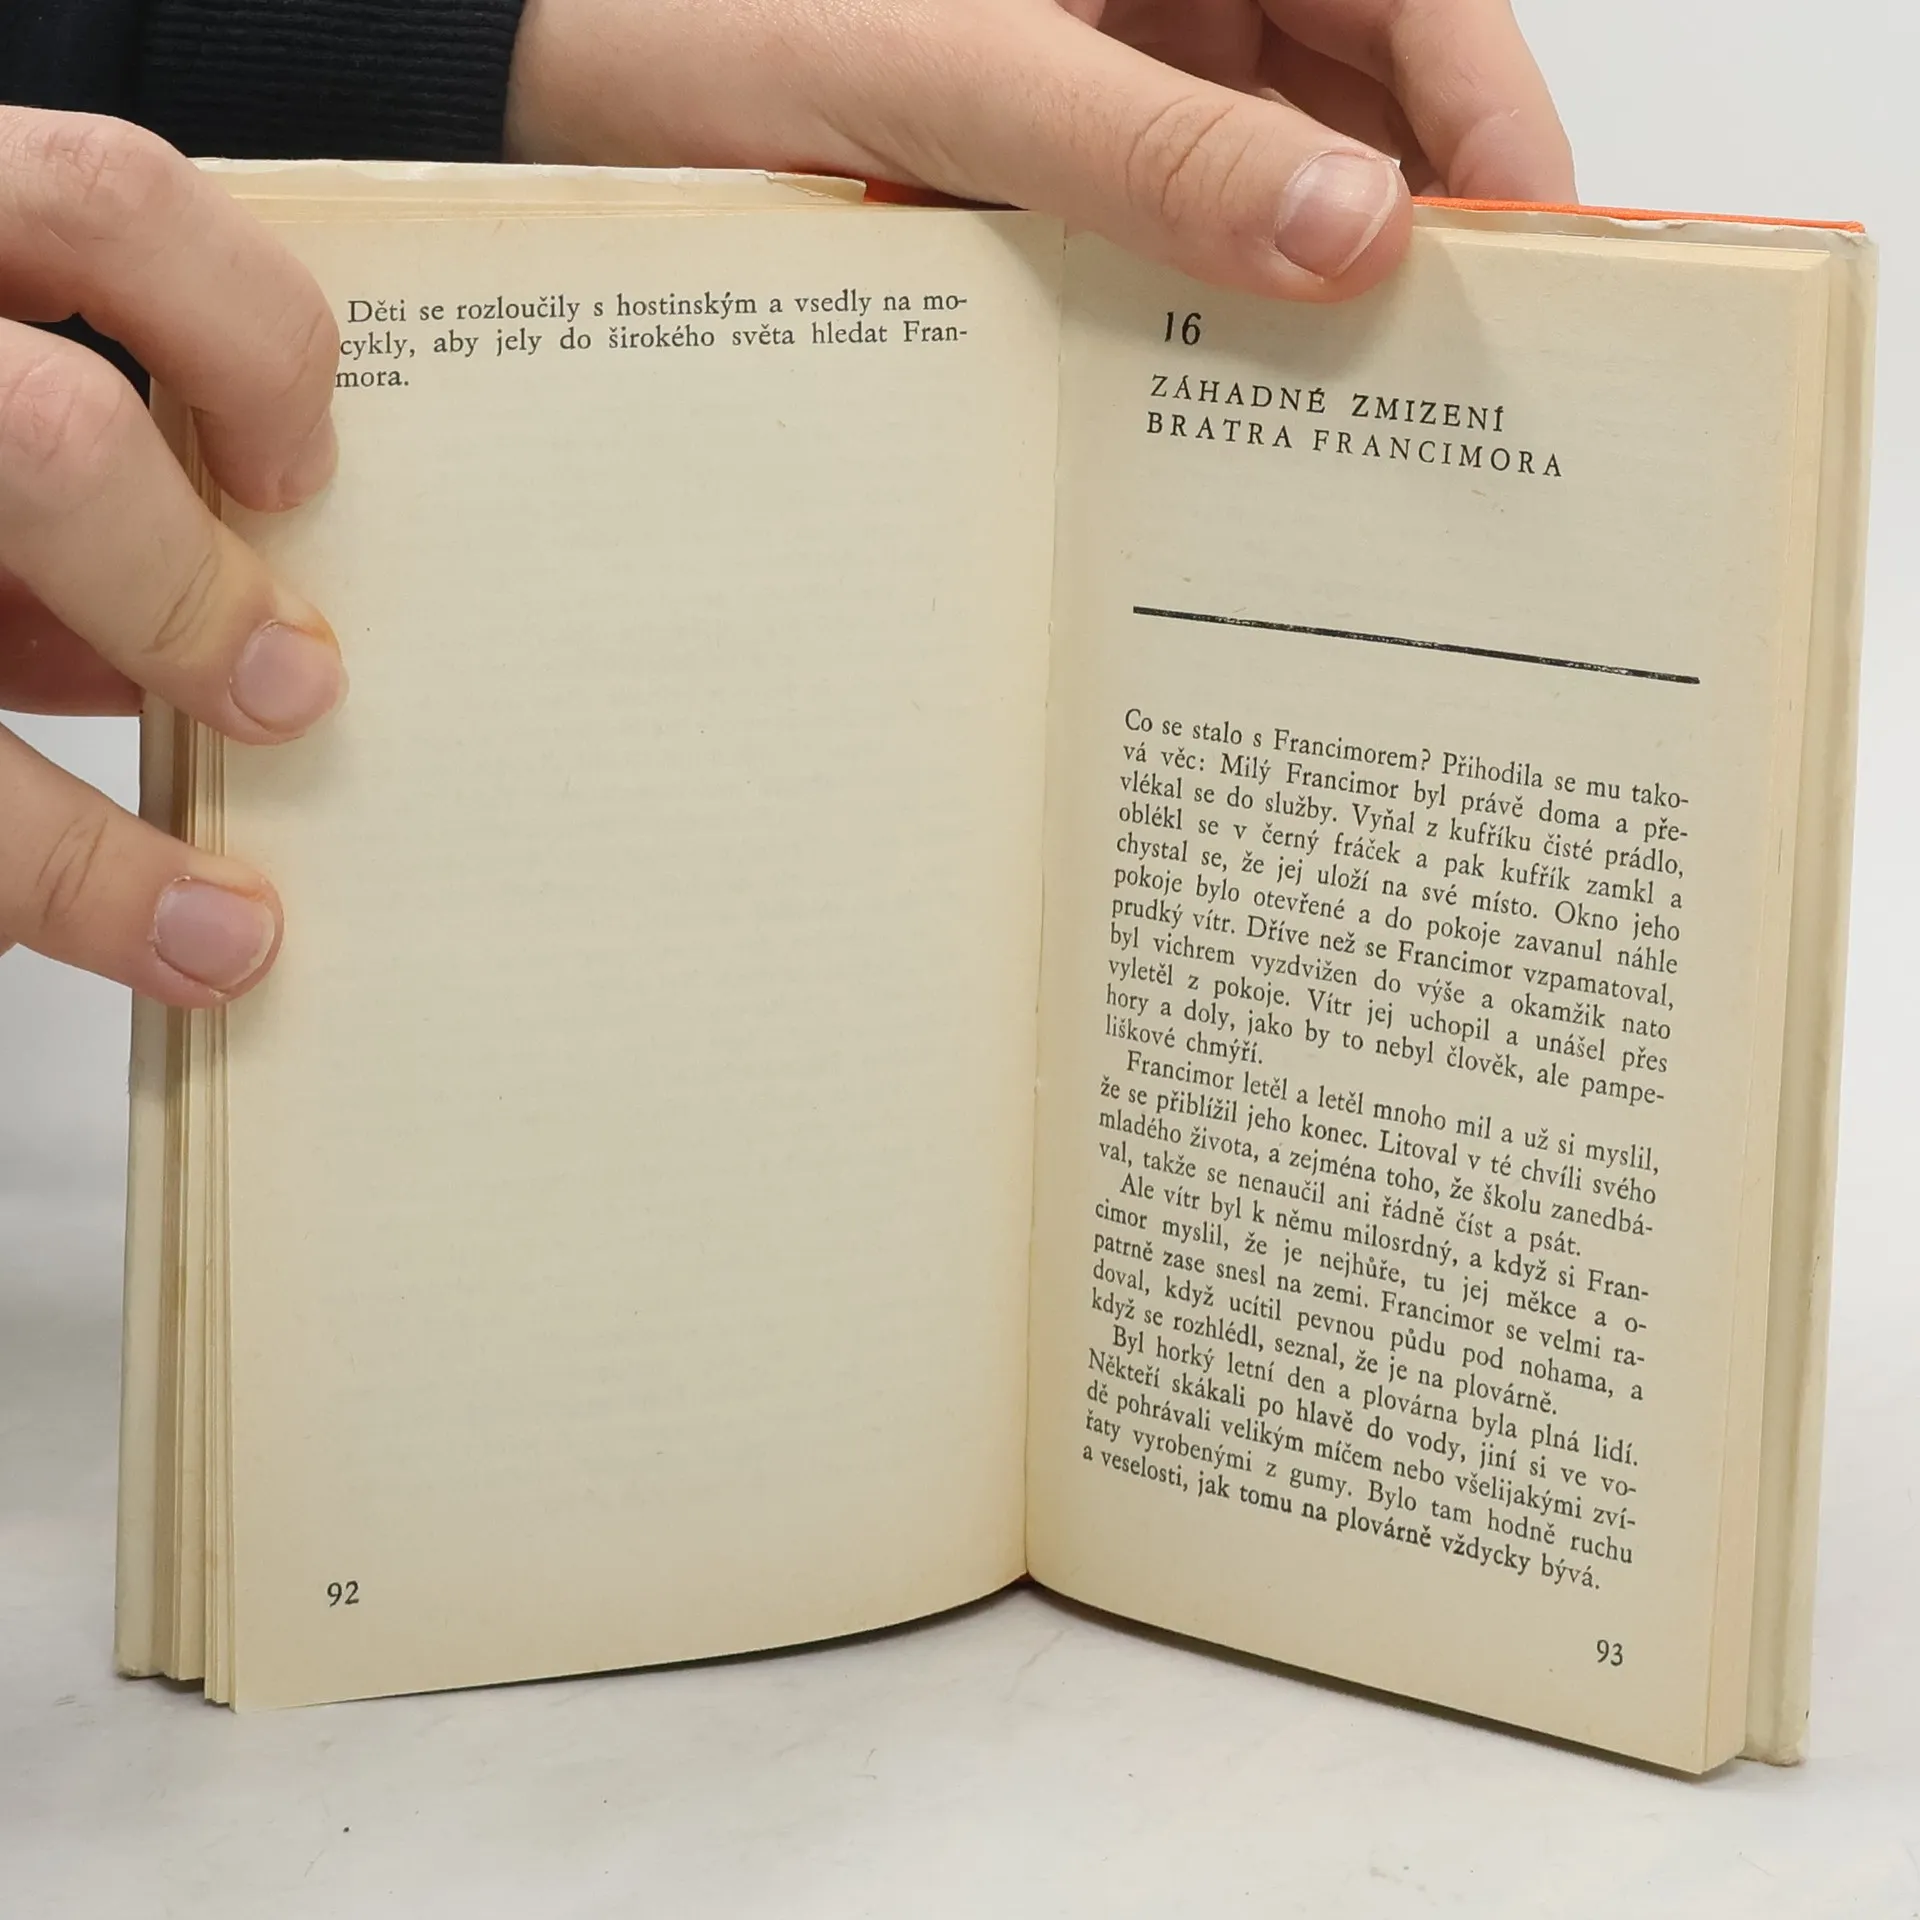 Děti se rozloučily s hostinským a vsedly na mo-
cykly, aby jely do širokého světa hledat Fran-
mora.
92
16
ZÁHADNÉ ZMIZENÍ
BRATRA FRANCIMORA
Co se stalo s Francimorem? Přihodila se mu tako-
vá věc: Milý Francimor byl právě doma a pře-
vlékal se do služby. Vyňal z kufříku čisté prádlo,
oblékl se v černý fráček a pak kufřík zamkl a
chystal se, že jej uloží na své místo. Okno jeho
pokoje bylo otevřené a do pokoje zavanul náhle
prudký vítr. Dříve než se Francimor vzpamatoval,
byl vichrem vyzdvižen do výše a okamžik nato
vyletěl z pokoje. Vítr jej uchopil a unášel přes
hory a doly, jako by to nebyl člověk, ale pampe-
liškové chmýří.
Francimor letěl a letěl mnoho mil a už si myslil,
že se přiblížil jeho konec. Litoval v té chvíli svého
mladého života, a zejména toho, že školu zanedbá-
val, takže se nenaučil ani řádně číst a psát.
Ale vítr byl k němu milosrdný, a když si Fran-
cimor myslil, že je nejhůře, tu jej měkce a o-
patrně zase snesl na zemi. Francimor se velmi ra-
doval, když ucítil pevnou půdu pod nohama, a
když se rozhlédl, seznal, že je na plovárně.
Byl horký letní den a plovárna byla plná lidí.
Někteří skákali po hlavě do vody, jiní si ve vo-
dě pohrávali velikým míčem nebo všelijakými zví-
řaty vyrobenými z gumy. Bylo tam hodně ruchu
a veselosti, jak tomu na plovárně vždycky bývá.
93